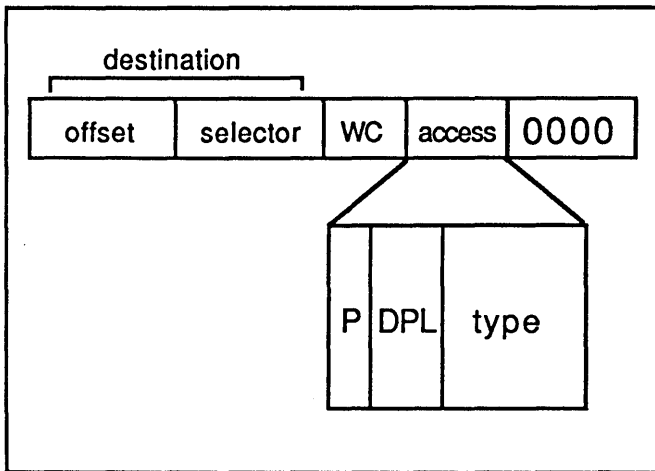 destination
offset selector WC access 0000
P DPL type